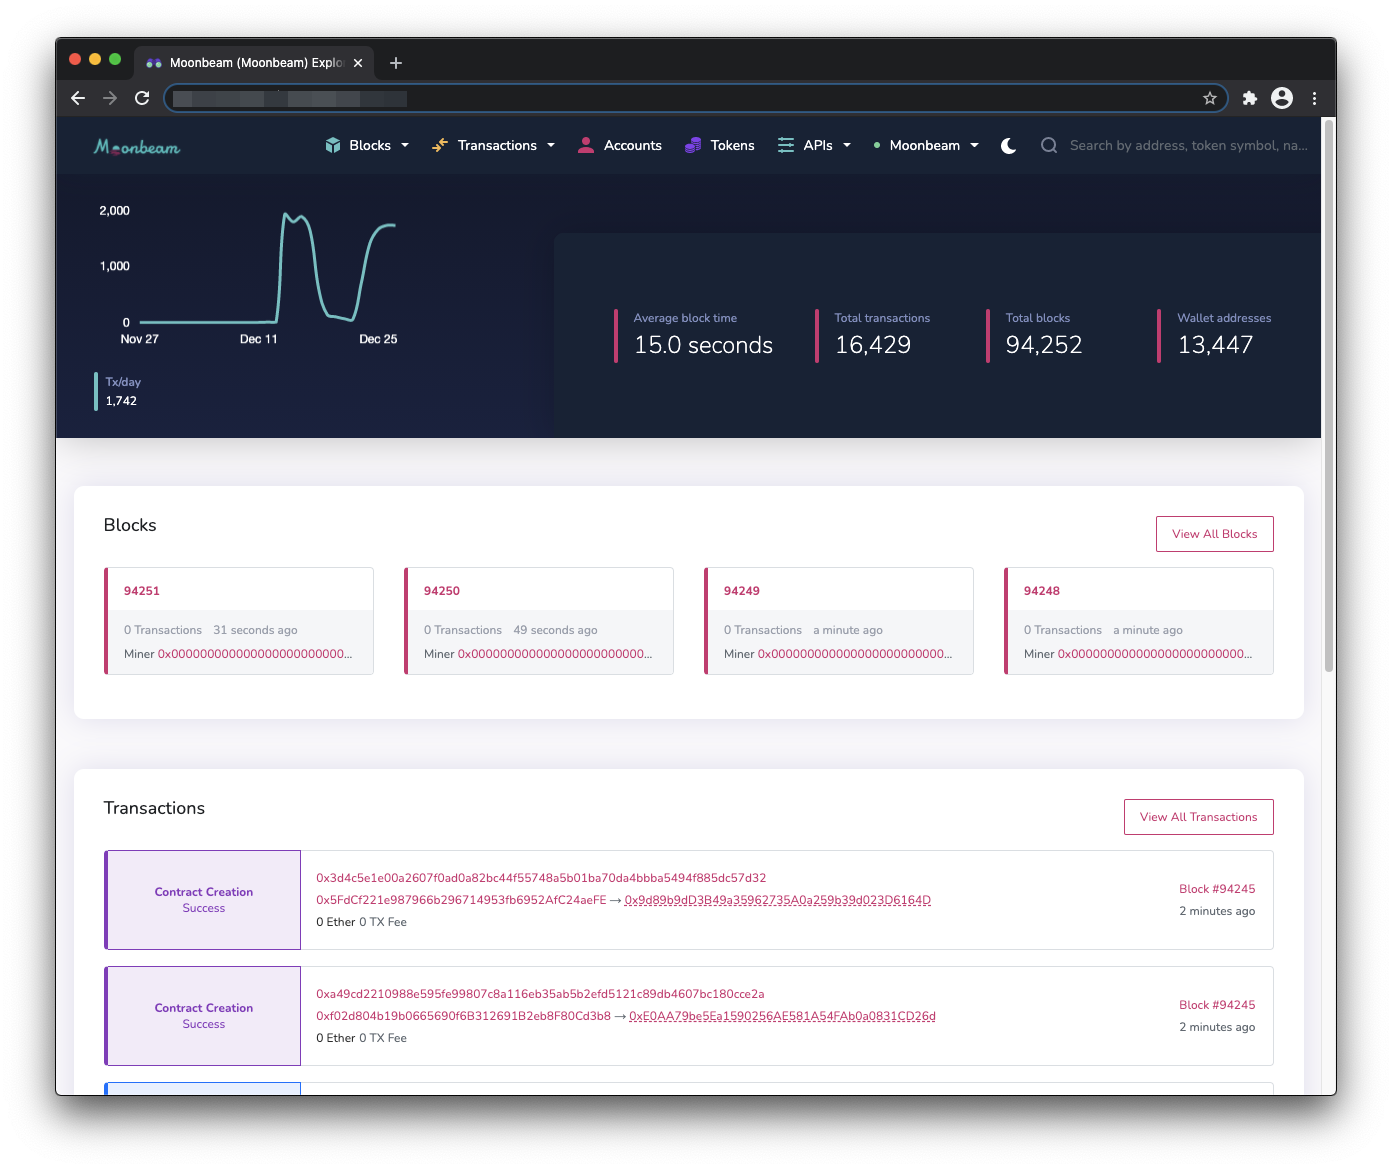 Moonbeam (Moonbeam) Explo
Moonbeam
Blocks
Transactions
Accounts
Tokens
APIs
Moonbeam
Search by address, token symbol, na...
2,000
1,000
0
Nov 27
Dec 11
Dec 25
Tx/day
1,742
Average block time
15.0 seconds
Total transactions
16,429
Total blocks
94,252
Wallet addresses
13,447
Blocks
View All Blocks
94251
0 Transactions 31 seconds ago
Miner 0x000000000000000000000000...
94250
0 Transactions 49 seconds ago
Miner 0x000000000000000000000000...
94249
0 Transactions a minute ago
Miner 0x000000000000000000000000...
94248
0 Transactions a minute ago
Miner 0x000000000000000000000000...
Transactions
View All Transactions
Contract Creation
Success
0x3d4c5e1e00a2607f0ad0a82bc44f55748a5b01ba70da4bbba5494f885dc57d32
0x5FdCf221e987966b296714953fb6952AfC24aeFE → 0x9d89b9dD3B49a35962735A0a259b39d023D6164D
0 Ether 0 TX Fee
Block #94245
2 minutes ago
Contract Creation
Success
0xa49cd2210988e595fe99807c8a116eb35ab5b2efd5121c89db4607bc180cce2a
0xf02d804b19b0665690f6B312691B2eb8F80Cd3b8 → 0xE0AA79be5Ea1590256AE581A54FAb0a0831CD26d
0 Ether 0 TX Fee
Block #94245
2 minutes ago